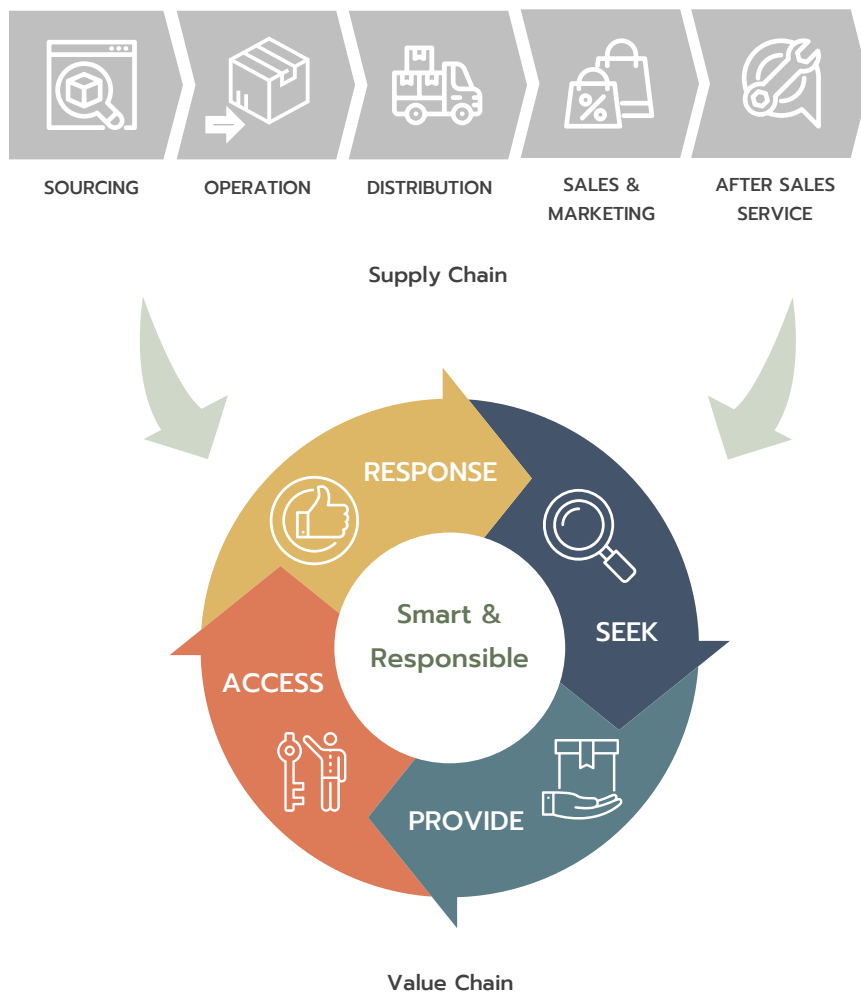 SOURCING
OPERATION
DISTRIBUTION
SALES &
MARKETING
AFTER SALES
SERVICE
Supply Chain
RESPONSE
SEEK
Smart &
Responsible
ACCESS
PROVIDE
Value Chain